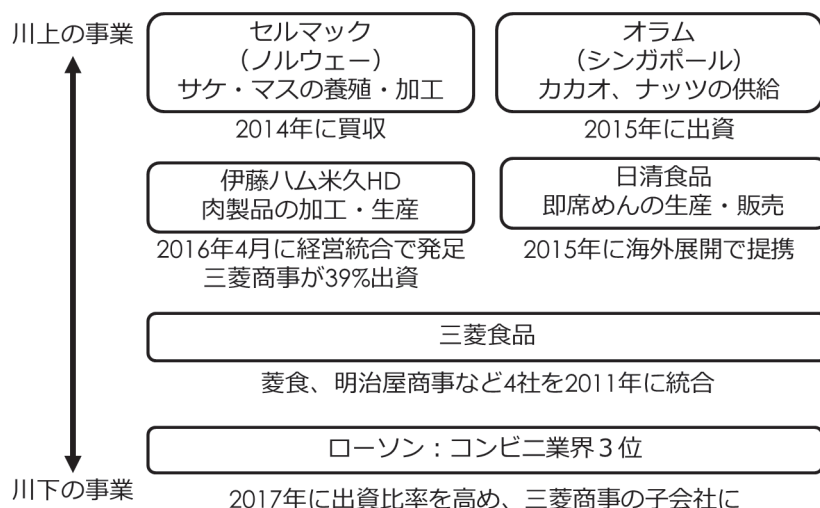 川上の事業
セルマック
（ノルウェー）
サケ・マスの養殖・加工
2014年に買収
オラム
（シンガポール）
カカオ、ナッツの供給
2015年に出資
伊藤ハム米久HD
肉製品の加工・生産
2016年4月に経営統合で発足
三菱商事が39%出資
日清食品
即席めんの生産・販売
2015年に海外展開で提携
三菱食品
菱食、明治屋商事など4社を2011年に統合
ローソン：コンビニ業界３位
川下の事業
2017年に出資比率を高め、三菱商事の子会社に